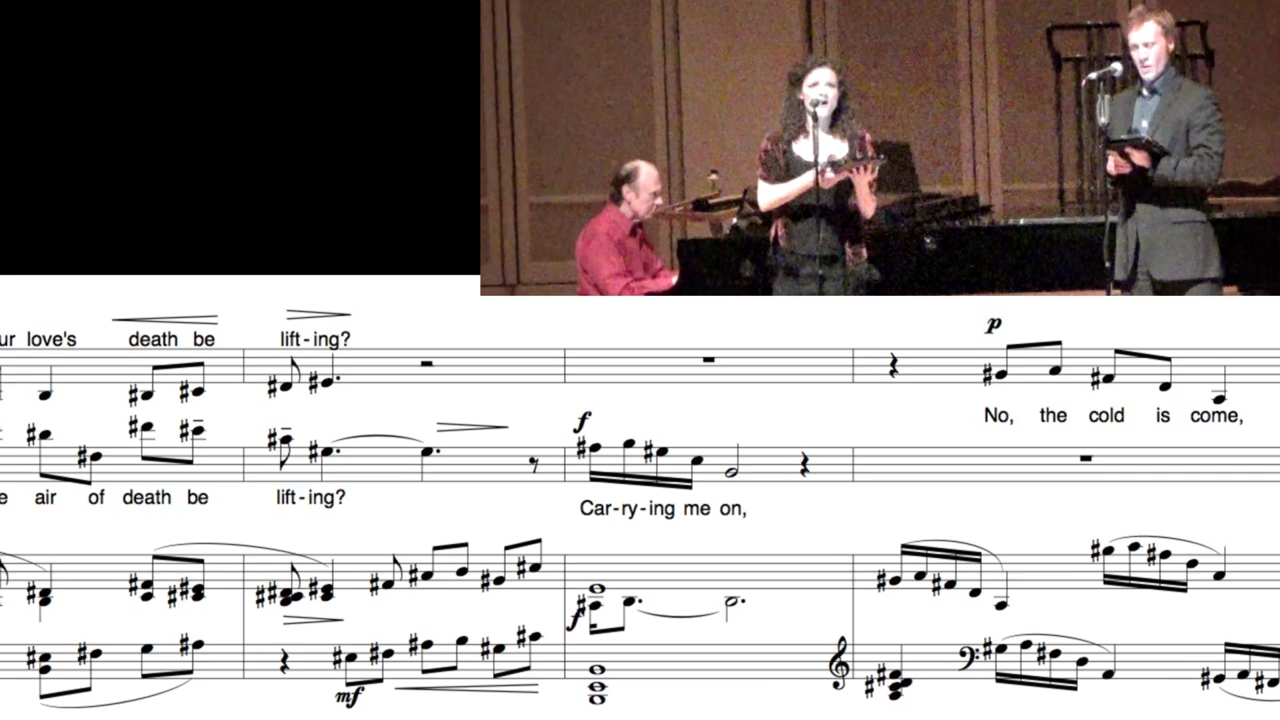 ur love's death be lift-ing?
p
No, the cold is come,
f
e air of death be lift-ing?
Car-ry-ing me on,
f
mf